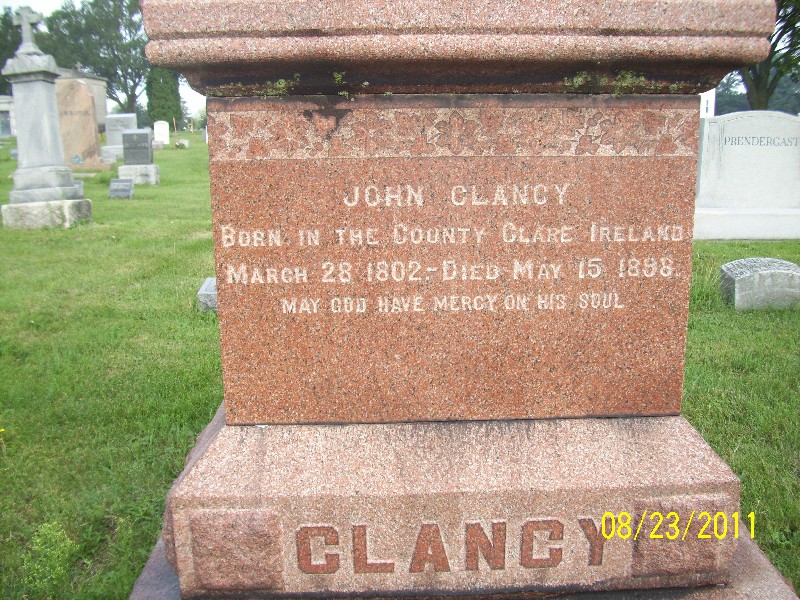 PRENDERGAST
JOHN CLANCY
BORN IN THE COUNTY CLARE IRELAND
MARCH 28 1802-DIED MAY 15 1898.
MAY GOD HAVE MERCY ON HIS SOUL
CLANCY
08/23/2011